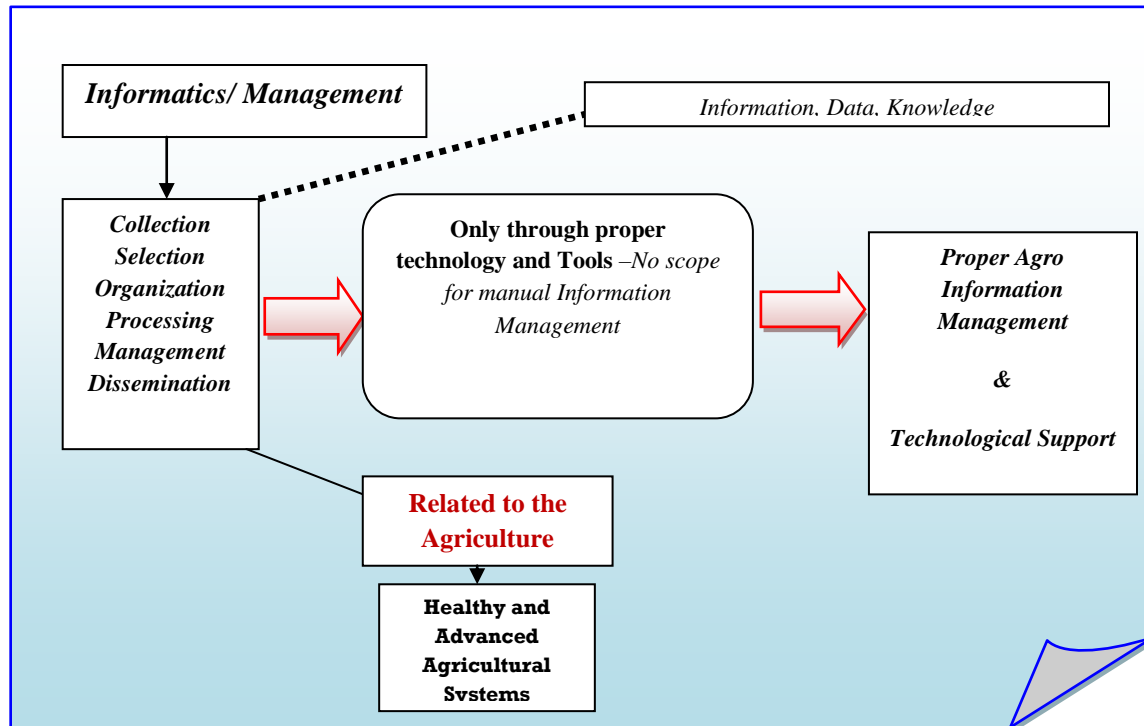 Informatics/ Management
Information, Data, Knowledge
Collection
Selection
Organization
Processing
Management
Dissemination
Only through proper
technology and Tools –No scope
for manual Information
Management
Proper Agro
Information
Management
&
Technological Support
Related to the
Agriculture
Healthy and
Advanced
Agricultural
Systems